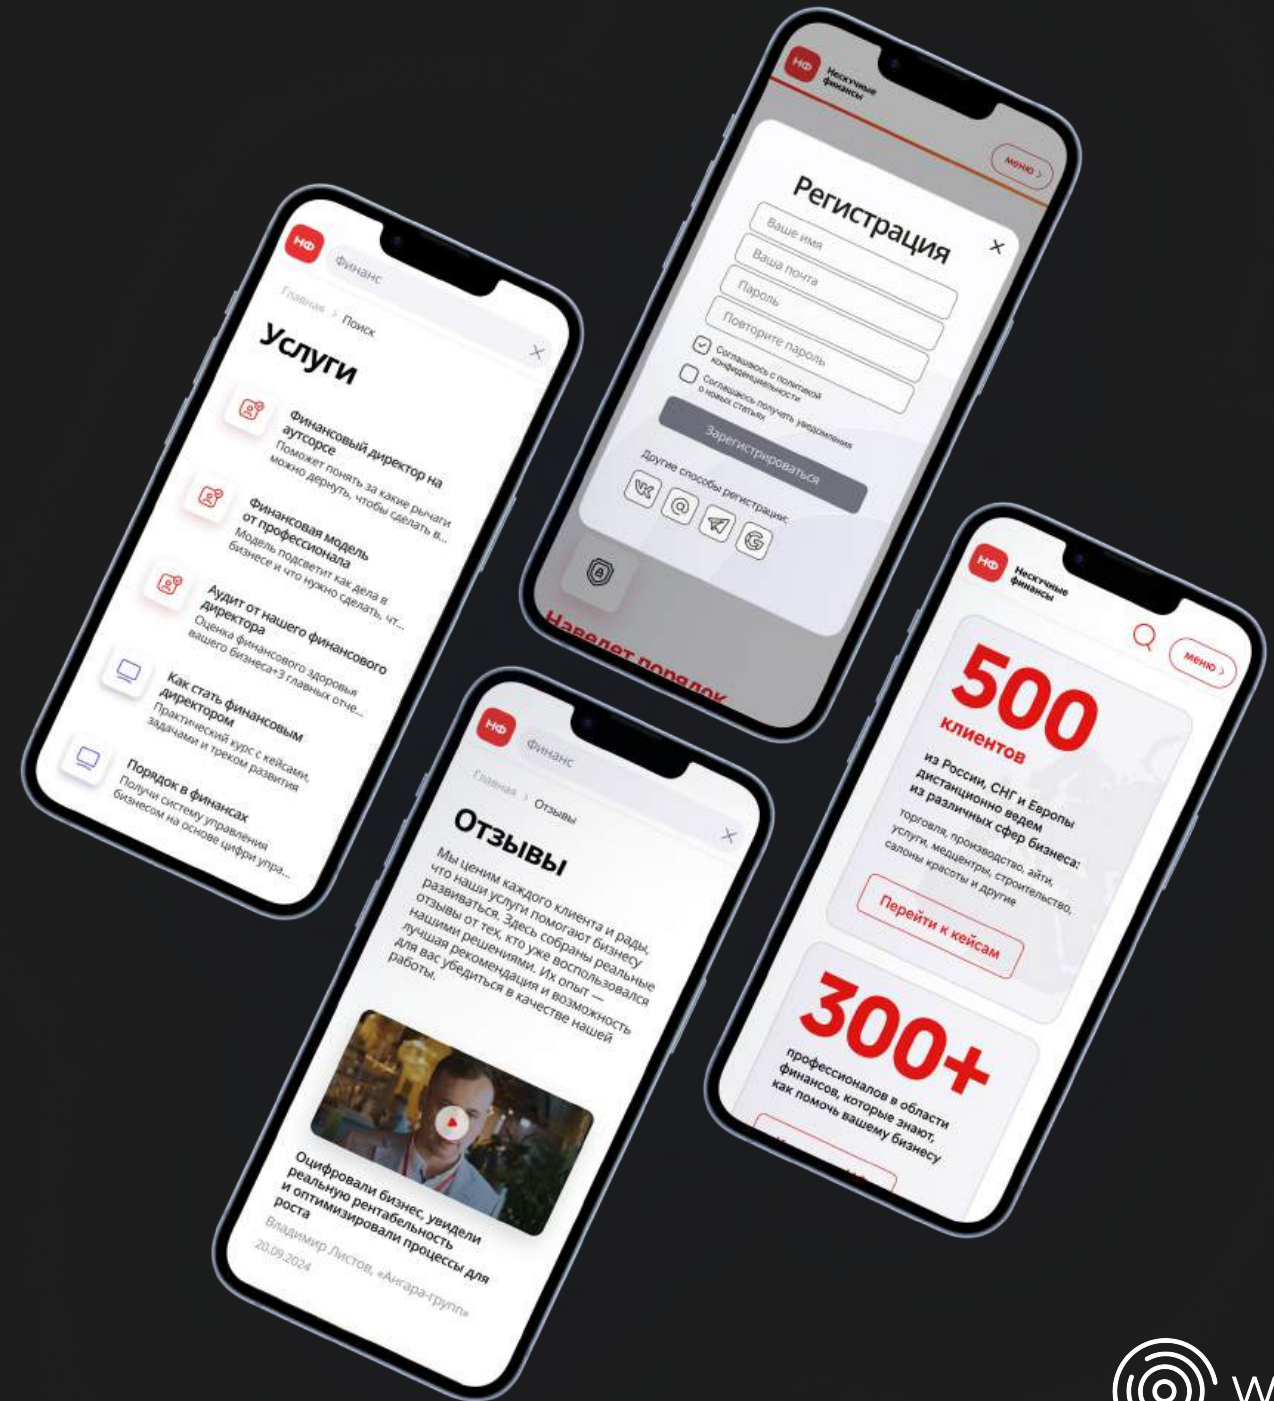 НФ
Нескучные
финансы
меню >
Регистрация
Ваше имя
Ваша почта
Пароль
Повторите пароль
Соглашаюсь с политикой
конфиденциальности
Соглашаюсь получать уведомления
о новых статьях
Зарегистрироваться
Другие способы регистрации:
Наведет порядок
НФ
Финанс
Главная > Поиск
Услуги
Финансовый директор на
аутсорсе
Поможет понять за какие рычаги
можно дернуть, чтобы сделать в...
Финансовая модель
от профессионала
Модель подсветит как дела в
бизнесе и что нужно сделать, чт...
Аудит от нашего финансового
директора
Оценка финансового здоровья
вашего бизнеса+3 главных отче...
Как стать финансовым
директором
Практический курс с кейсами,
задачами и треком развития
Порядок в финансах
Получи систему управления
бизнесом на основе цифри упра...
НФ
Финанс
Главная > Отзывы
Отзывы
Мы ценим каждого клиента и рады,
что наши услуги помогают бизнесу
развиваться. Здесь собраны реальные
отзывы от тех, кто уже воспользовался
нашими решениями. Их опыт —
лучшая рекомендация и возможность
для вас убедиться в качестве нашей
работы.
Оцифровали бизнес, увидели
реальную рентабельность
и оптимизировали процессы для
роста
Владимир Листов, «Ангара-групп»
20.09.2024
НФ
Нескучные
финансы
меню >
500
клиентов
из России, СНГ и Европы
дистанционно ведем
из различных сфер бизнеса:
торговля, производство, айти,
услуги, медцентры, строительство,
салоны красоты и другие
Перейти к кейсам
300+
профессионалов в области
финансов, которые знают,
как помочь вашему бизнесу
W